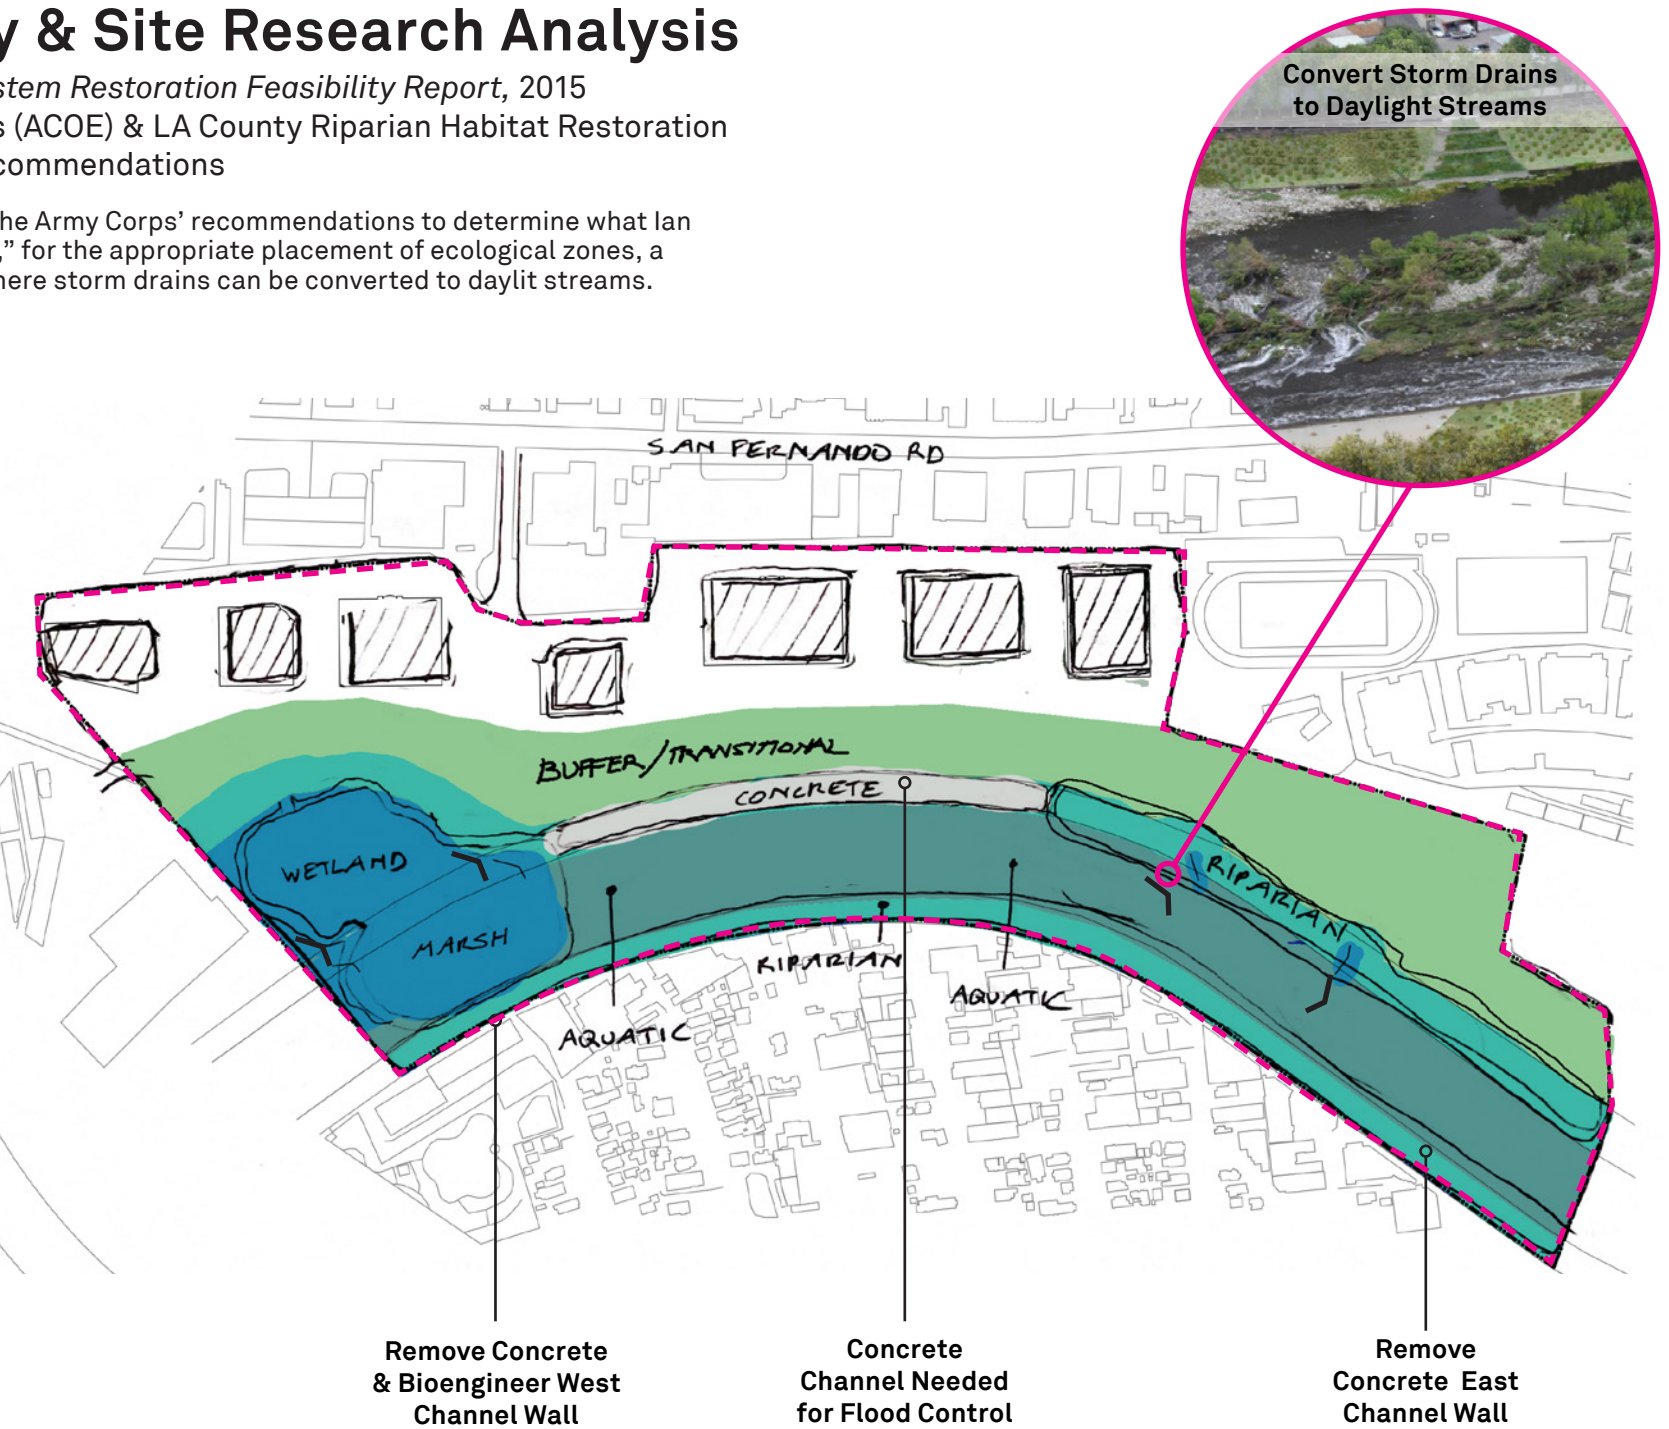 y & Site Research Analysis
stem Restoration Feasibility Report, 2015
s (ACOE) & LA County Riparian Habitat Restoration
commendations
he Army Corps’ recommendations to determine what Ian
,” for the appropriate placement of ecological zones, a
here storm drains can be converted to daylit streams.
Convert Storm Drains
to Daylight Streams
SAN FERNANDO RD
BUFFER/TRANSITIONAL
CONCRETE
WETLAND
RIPARIAN
MARSH
RIPARIAN
AQUATIC
AQUATIC
Remove Concrete
& Bioengineer West
Channel Wall
Concrete
Channel Needed
for Flood Control
Remove
Concrete East
Channel Wall